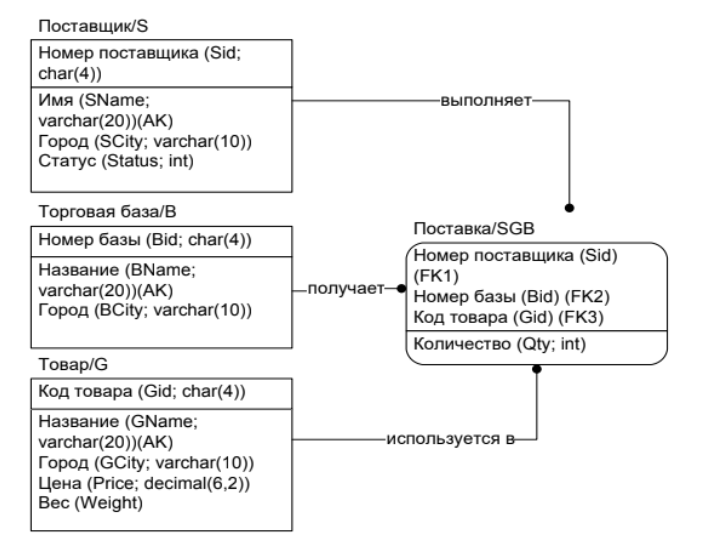 Поставщик/S
Номер поставщика (Sid;
char(4))
Имя (SName;
varchar(20))(AK)
Город (SCity; varchar(10))
Статус (Status; int)
выполняет
Торговая база/B
Номер базы (Bid; char(4))
Название (BName;
varchar(20))(AK)
Город (BCity; varchar(10))
получает
Поставка/SGB
Номер поставщика (Sid)
(FK1)
Номер базы (Bid) (FK2)
Код товара (Gid) (FK3)
Количество (Qty; int)
Товар/G
Код товара (Gid; char(4))
Название (GName;
varchar(20))(AK)
Город (GCity; varchar(10))
Цена (Price; decimal(6,2))
Вес (Weight)
используется в